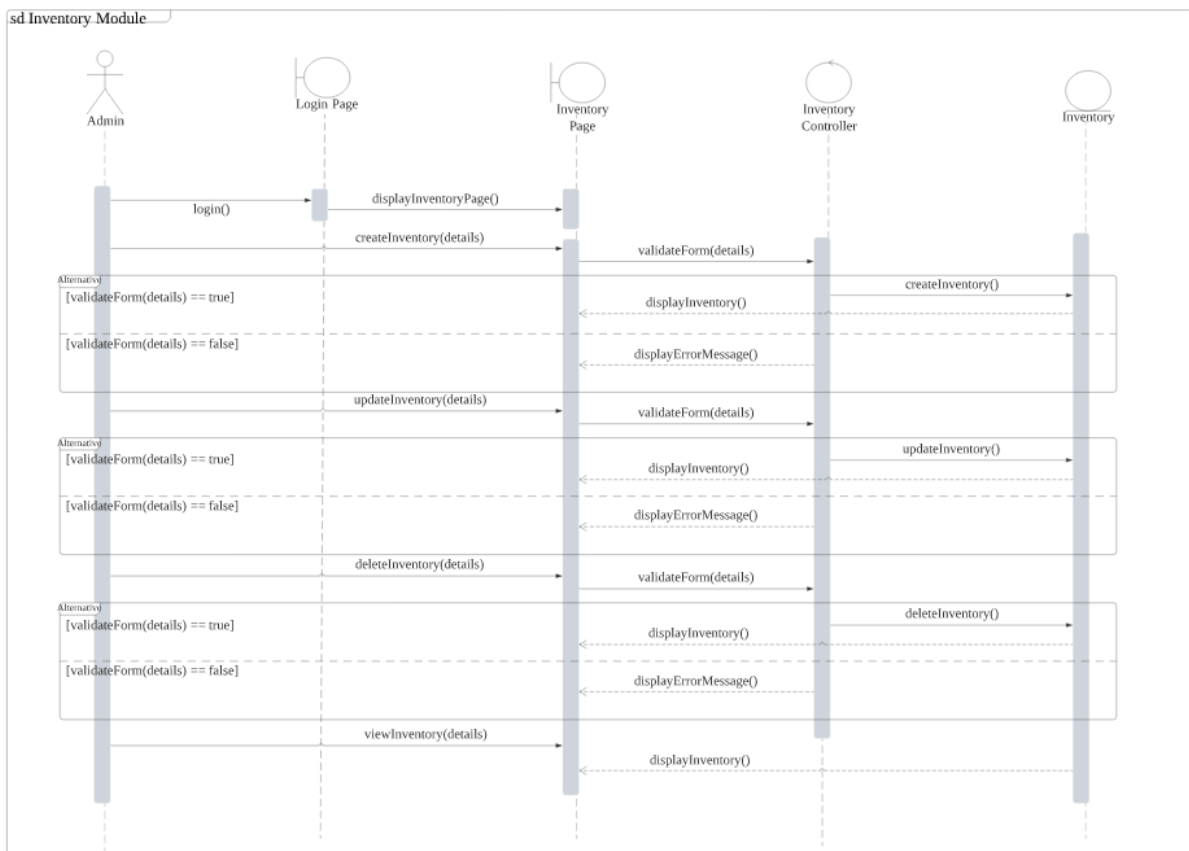 sd Inventory Module
Admin
Login Page
Inventory
Page
Inventory
Controller
Inventory
login()
displayInventoryPage()
createInventory(details)
validateForm(details)
Alternative
[validateForm(details) == true]
createInventory()
displayInventory()
[validateForm(details) == false]
displayErrorMessage()
updateInventory(details)
validateForm(details)
Alternative
[validateForm(details) == true]
updateInventory()
displayInventory()
[validateForm(details) == false]
displayErrorMessage()
deleteInventory(details)
validateForm(details)
Alternative
[validateForm(details) == true]
deleteInventory()
displayInventory()
[validateForm(details) == false]
displayErrorMessage()
viewInventory(details)
displayInventory()